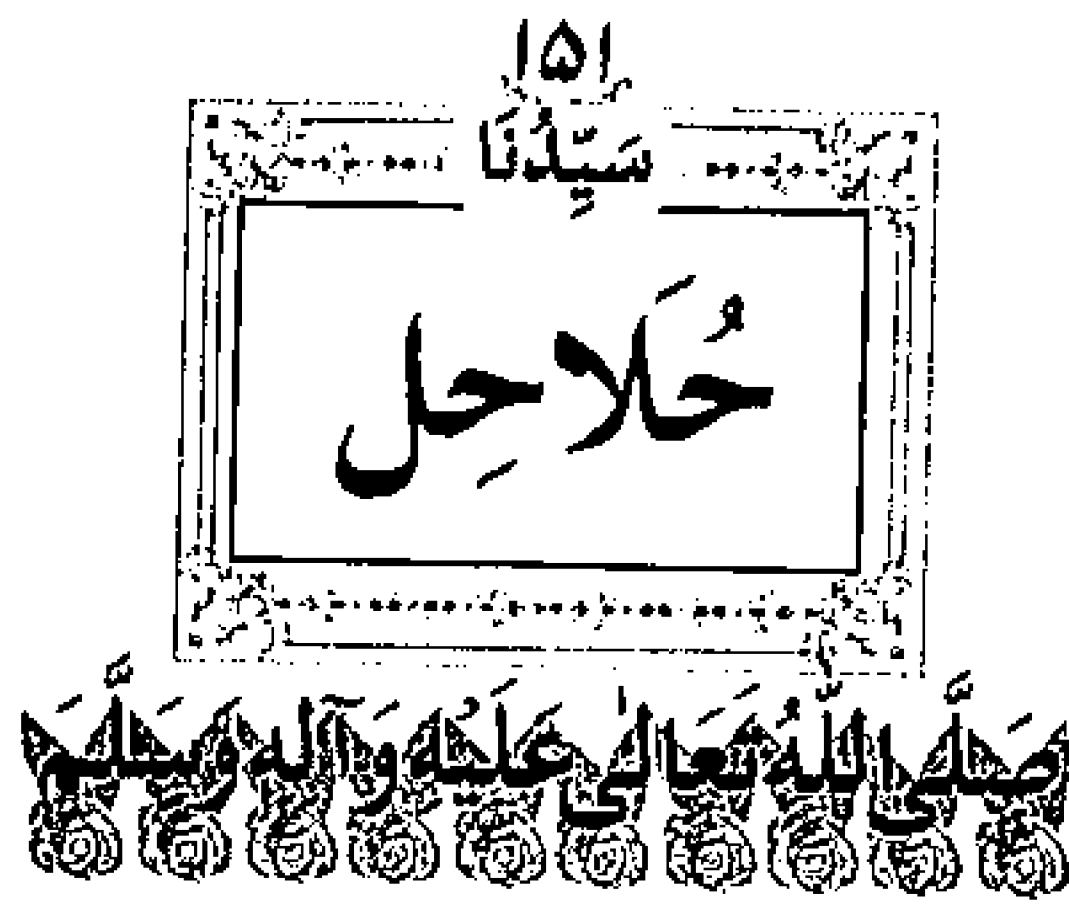 ۱۵۱
سَيِّدُنَا
حُلَاحِل
صَلَّى اللّٰهُ تَعَالٰى عَلَيْهِ وَآلِهٖ وَسَلَّمَ